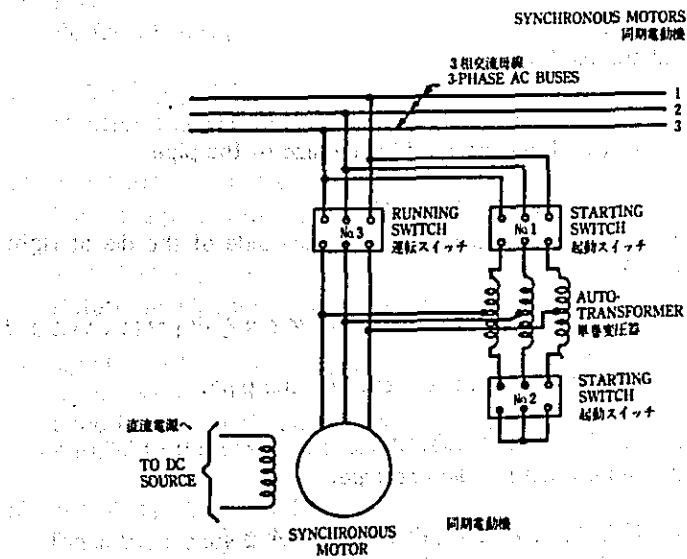 SYNCHRONOUS MOTORS
同期電動機
3相交流母線
3-PHASE AC BUSES
1
2
3
No.3
RUNNING
SWITCH
運転スイッチ
No.1
STARTING
SWITCH
起動スイッチ
AUTO-
TRANSFORMER
単巻変圧器
No.2
STARTING
SWITCH
起動スイッチ
直流電源へ
TO DC
SOURCE
SYNCHRONOUS
MOTOR
同期電動機